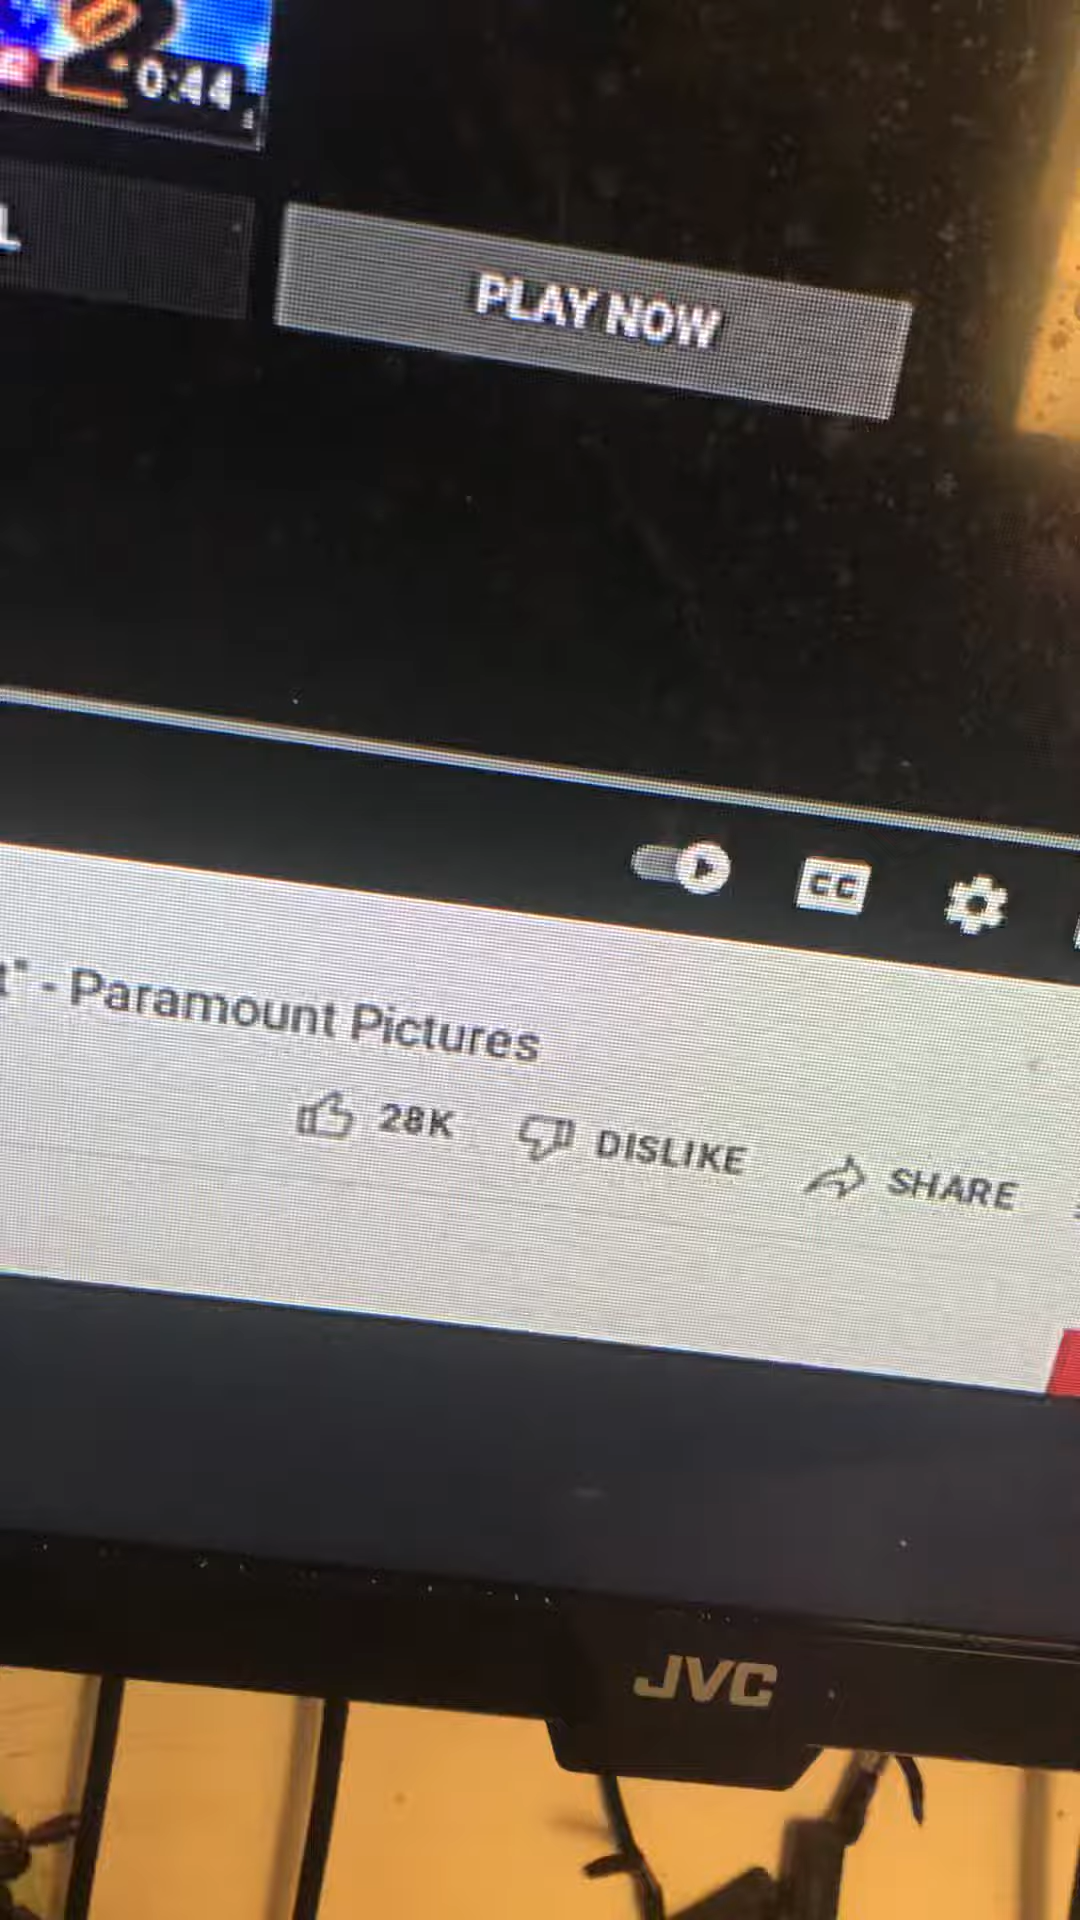 0:44
L
PLAY NOW
CC
t" - Paramount Pictures
28K DISLIKE SHARE
JVC